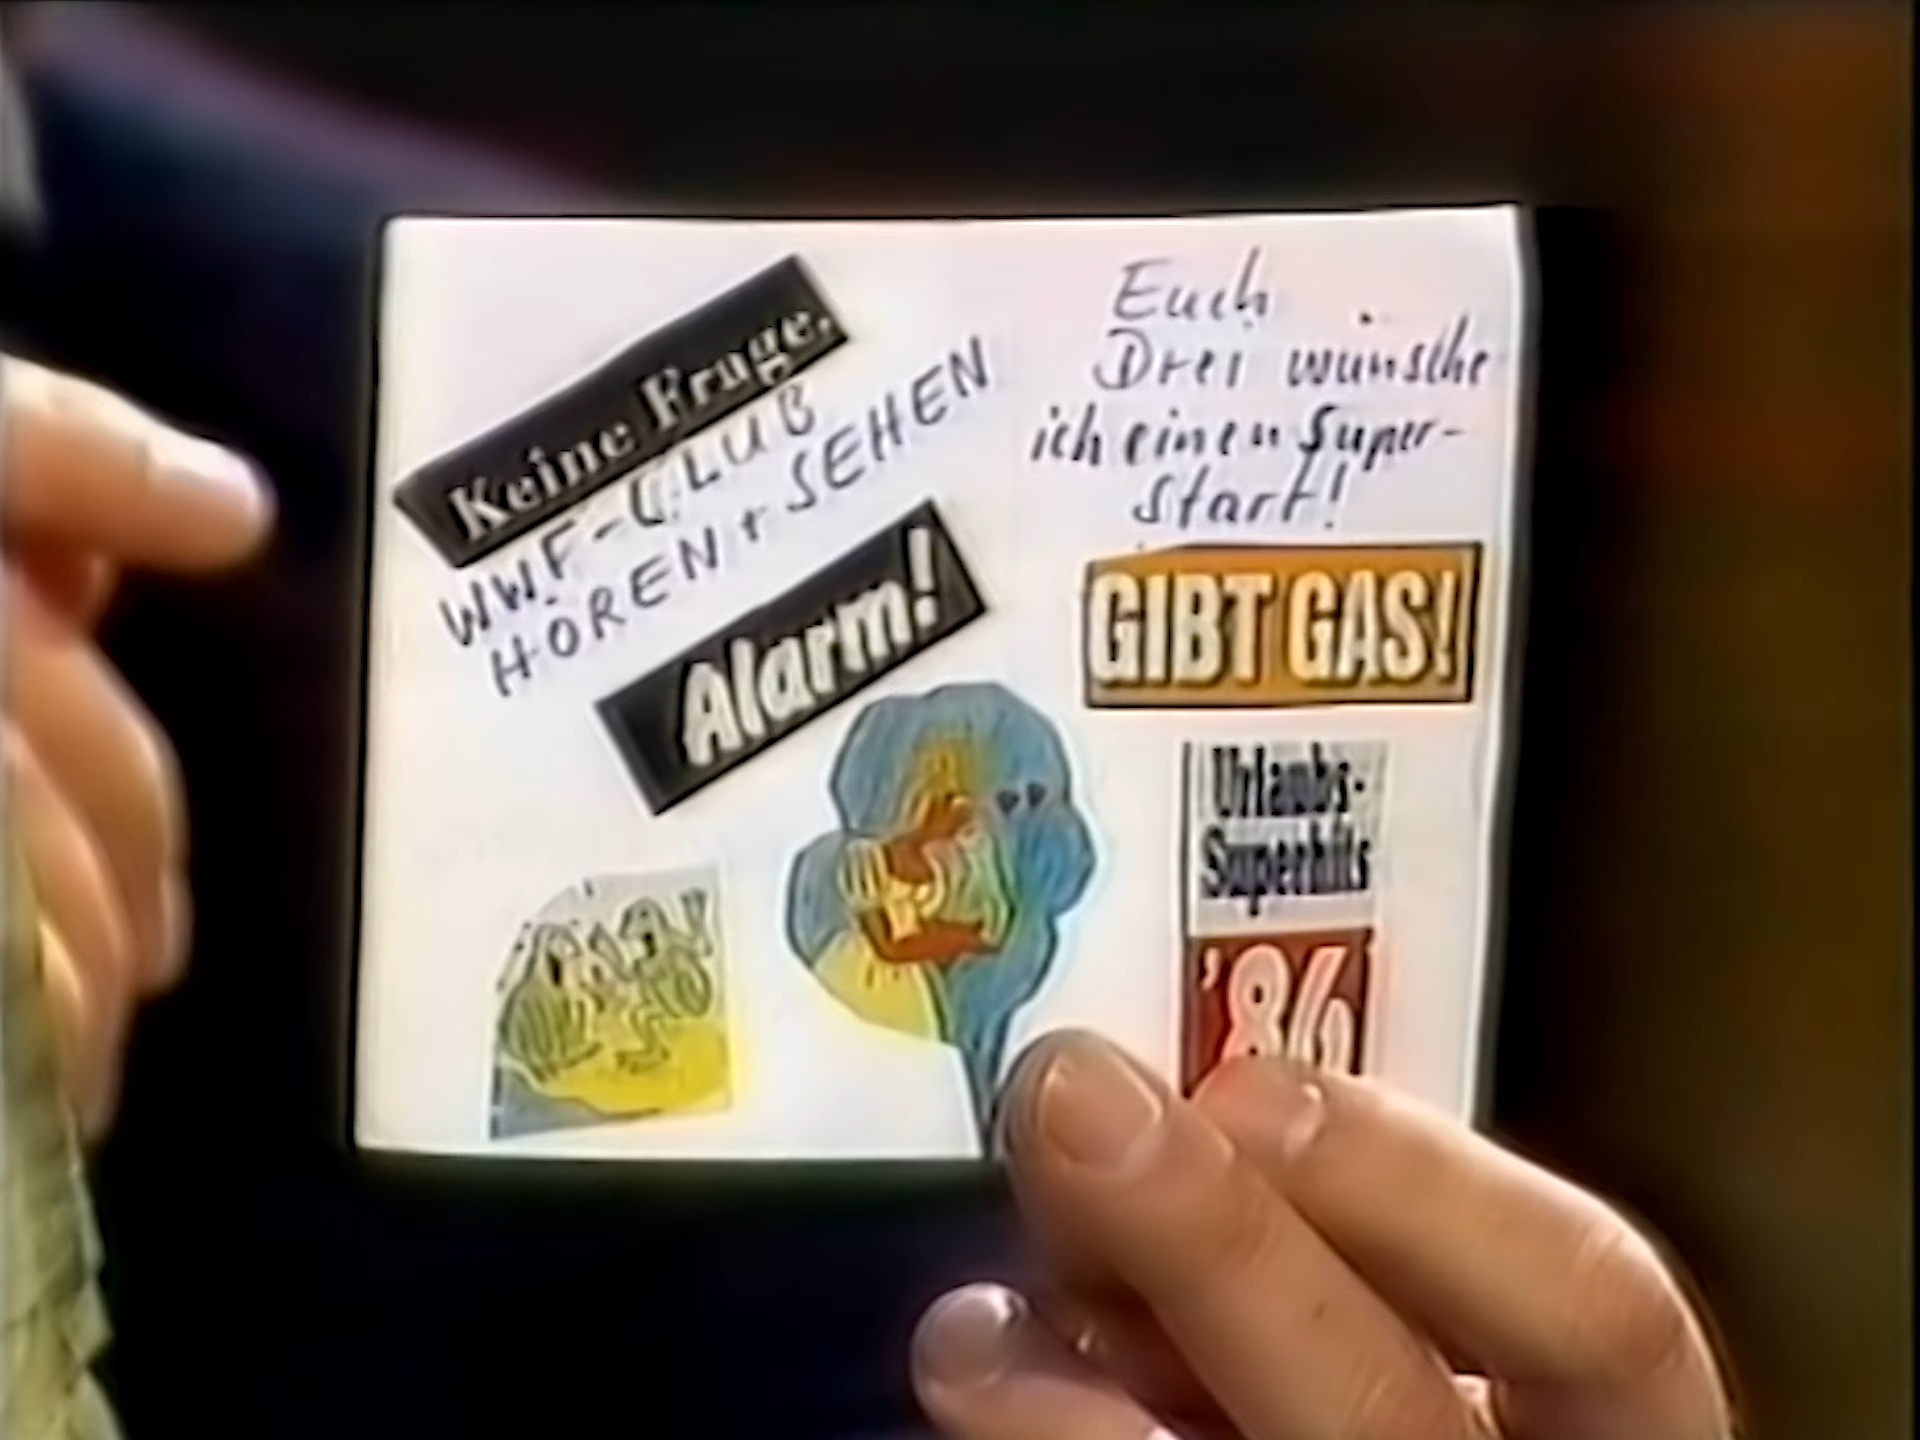 Keine Frage.
WWF-CLUB
HÖREN + SEHEN
Alarm!
Euch
Drei wünsche
ich einen Super-
start!
GIBT GAS!
Urlaubs-
Superhits
'86